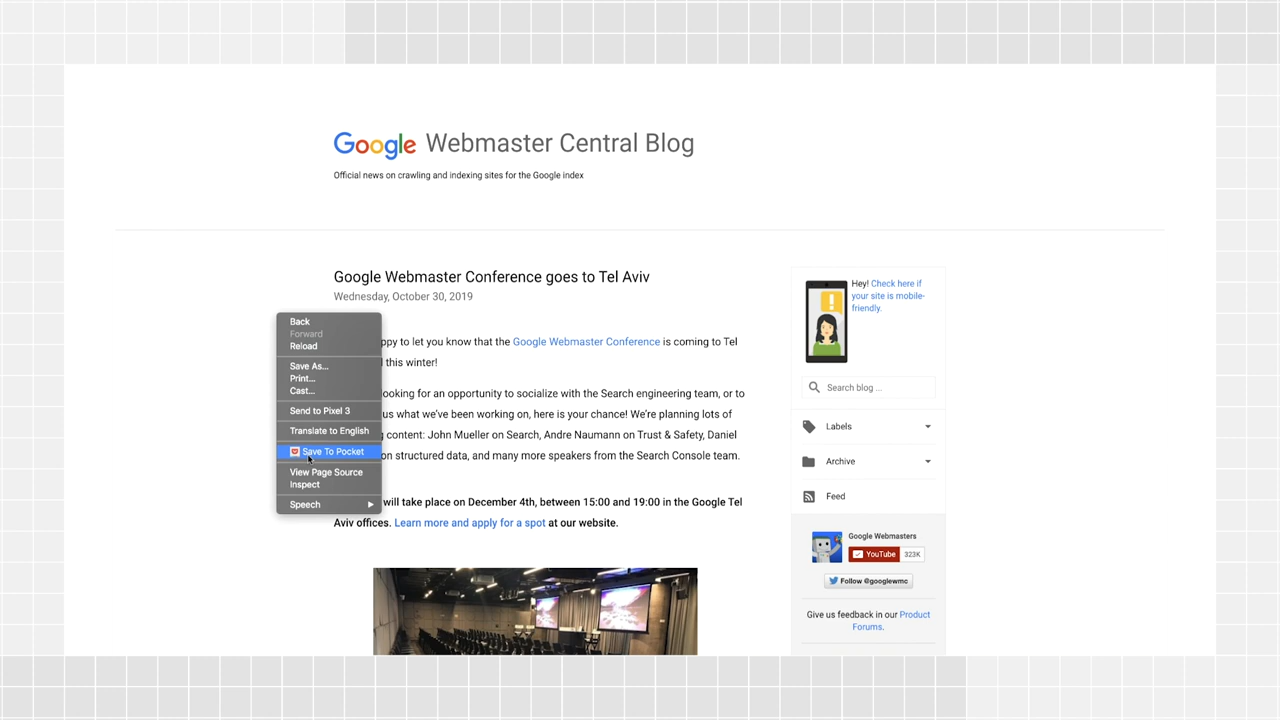 Google Webmaster Central Blog
Official news on crawling and indexing sites for the Google index
Google Webmaster Conference goes to Tel Aviv
Wednesday, October 30, 2019
ppy to let you know that the Google Webmaster Conference is coming to Tel
this winter!
ooking for an opportunity to socialize with the Search engineering team, or to
us what we've been working on, here is your chance! We're planning lots of
content: John Mueller on Search, Andre Naumann on Trust & Safety, Daniel
on structured data, and many more speakers from the Search Console team.
will take place on December 4th, between 15:00 and 19:00 in the Google Tel
Aviv offices. Learn more and apply for a spot at our website.
Back
Forward
Reload
Save As...
Print...
Cast...
Send to Pixel 3
Translate to English
Save To Pocket
View Page Source
Inspect
Speech
Hey! Check here if
your site is mobile-
friendly.
Search blog ...
Labels
Archive
Feed
Google Webmasters
YouTube 323K
Follow @googlewmc
Give us feedback in our Product
Forums.